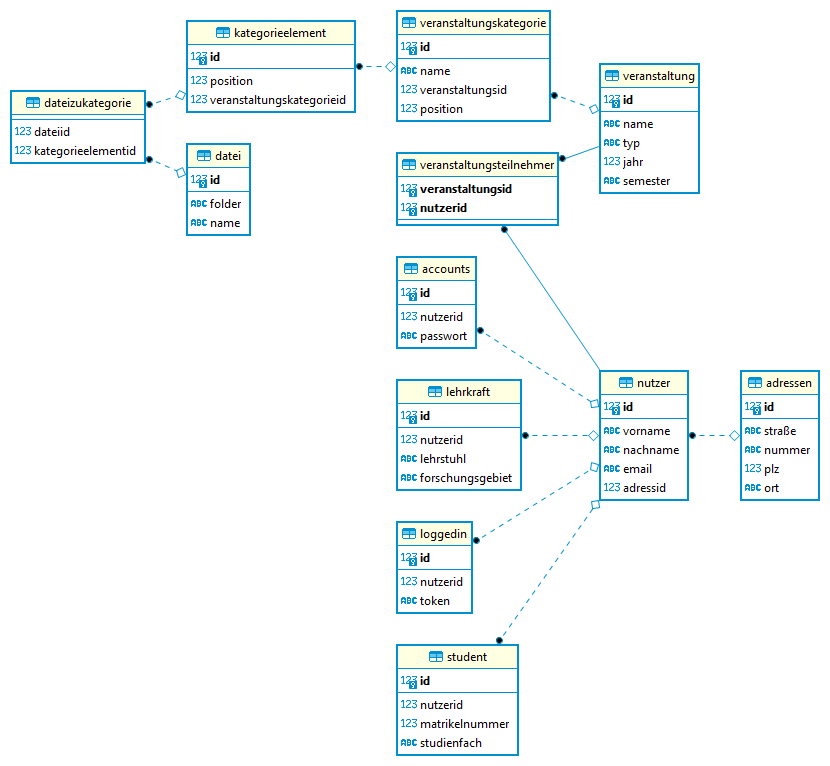 kategorieelement
123 id
123 position
123 veranstaltungskategorieid
veranstaltungskategorie
123 id
ABC name
123 veranstaltungsid
123 position
veranstaltung
123 id
ABC name
ABC typ
123 jahr
ABC semester
dateizukategorie
123 dateiid
123 kategorieelementid
datei
123 id
ABC folder
ABC name
veranstaltungsteilnehmer
123 veranstaltungsid
123 nutzerid
accounts
123 id
123 nutzerid
ABC passwort
lehrkraft
123 id
123 nutzerid
ABC lehrstuhl
ABC forschungsgebiet
nutzer
123 id
ABC vorname
ABC nachname
ABC email
123 adressid
adressen
123 id
ABC straße
ABC nummer
123 plz
ABC ort
loggedin
123 id
123 nutzerid
ABC token
student
123 id
123 nutzerid
123 matrikelnummer
ABC studienfach